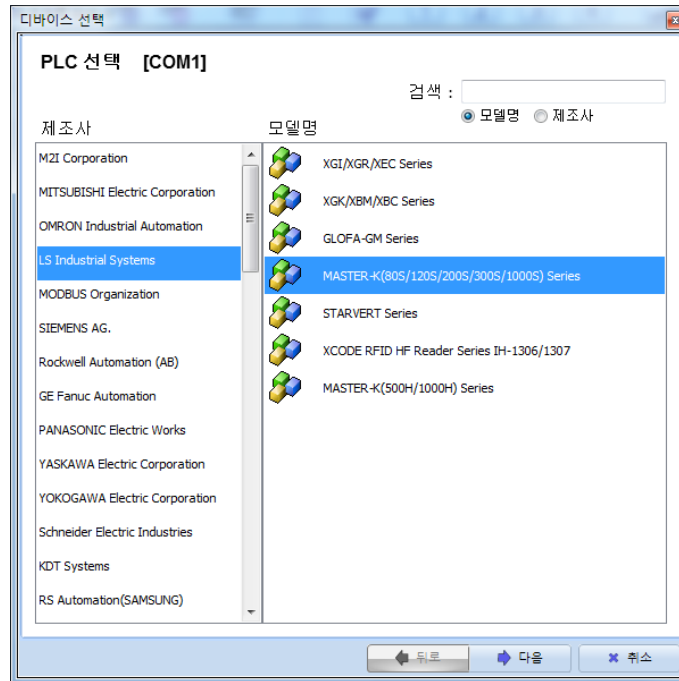 디바이스 선택
PLC 선택 [COM1]
검색 :
모델명 제조사
제조사
모델명
M2I Corporation
MITSUBISHI Electric Corporation
OMRON Industrial Automation
LS Industrial Systems
MODBUS Organization
SIEMENS AG.
Rockwell Automation (AB)
GE Fanuc Automation
PANASONIC Electric Works
YASKAWA Electric Corporation
YOKOGAWA Electric Corporation
Schneider Electric Industries
KDT Systems
RS Automation(SAMSUNG)
XGI/XGR/XEC Series
XGK/XBM/XBC Series
GLOFA-GM Series
MASTER-K(80S/120S/200S/300S/1000S) Series
STARVERT Series
XCODE RFID HF Reader Series IH-1306/1307
MASTER-K(500H/1000H) Series
뒤로 다음 취소